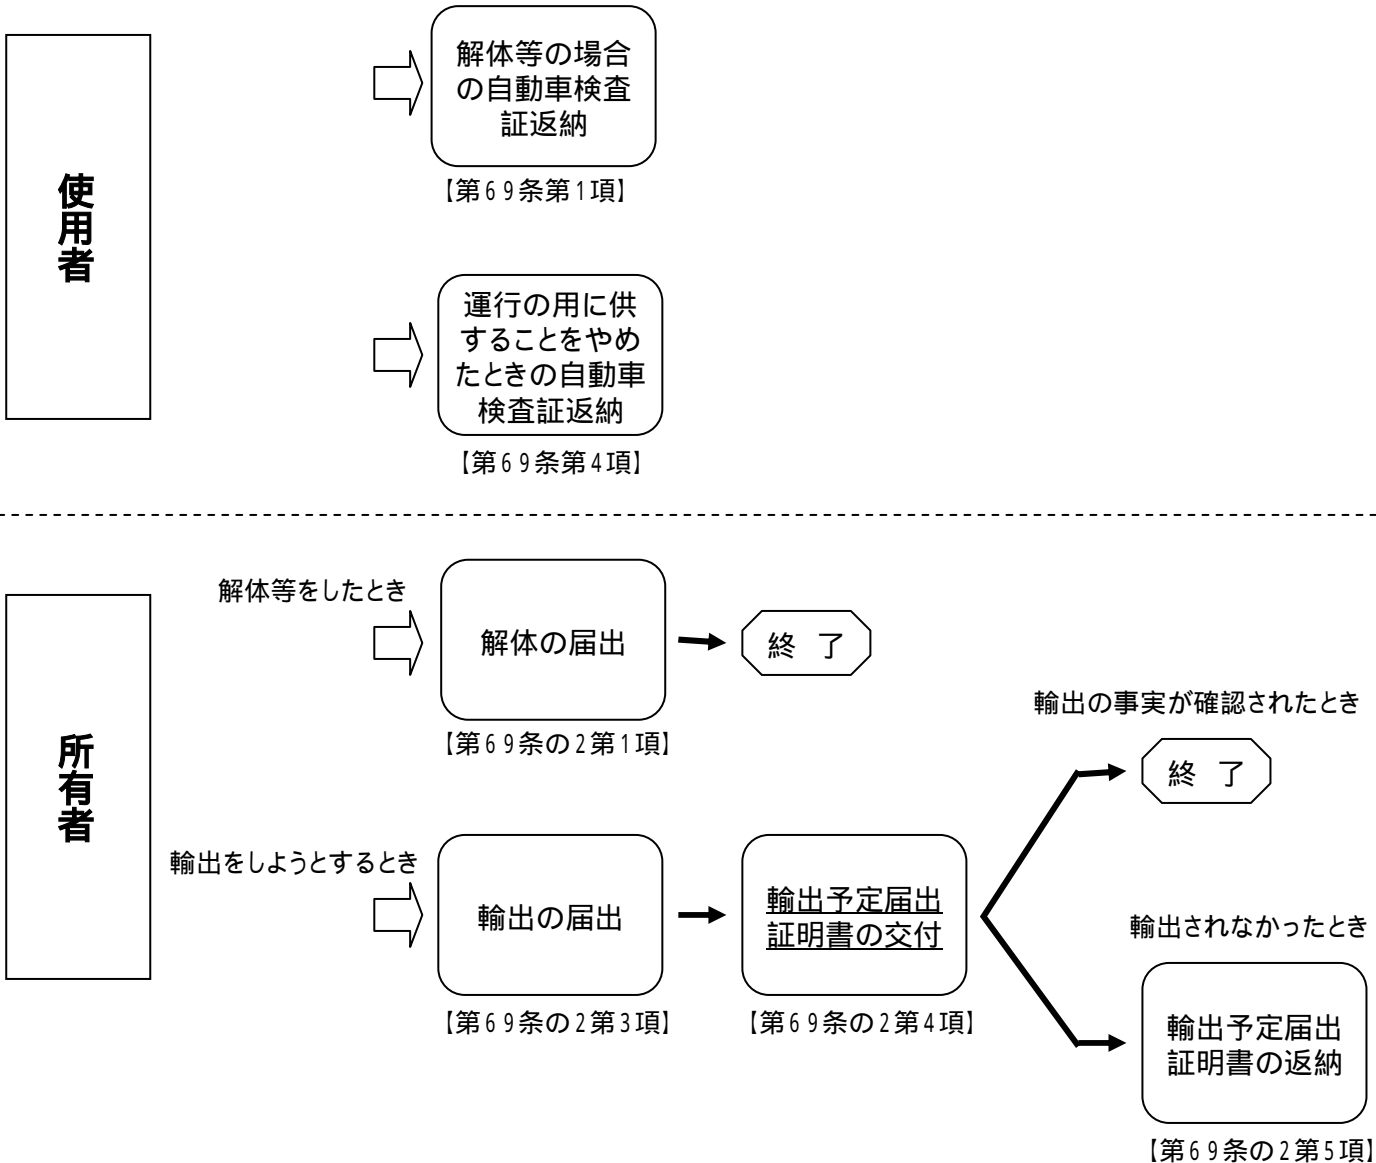 使用者
解体等の場合
の自動車検査
証返納
【第69条第1項】
運行の用に供
することをやめ
たときの自動車
検査証返納
【第69条第4項】
所有者
解体等をしたとき
解体の届出
終 了
【第69条の2第1項】
輸出をしようとするとき
輸出の届出
【第69条の2第3項】
輸出予定届出
証明書の交付
【第69条の2第4項】
輸出の事実が確認されたとき
終 了
輸出されなかったとき
輸出予定届出
証明書の返納
【第69条の2第5項】